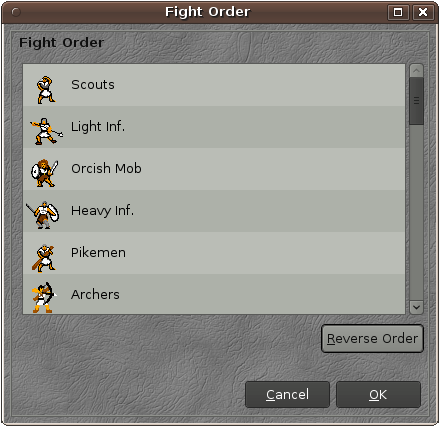 Fight Order
Fight Order
Scouts
Light Inf.
Orcish Mob
Heavy Inf.
Pikemen
Archers
Reverse Order
Cancel
OK